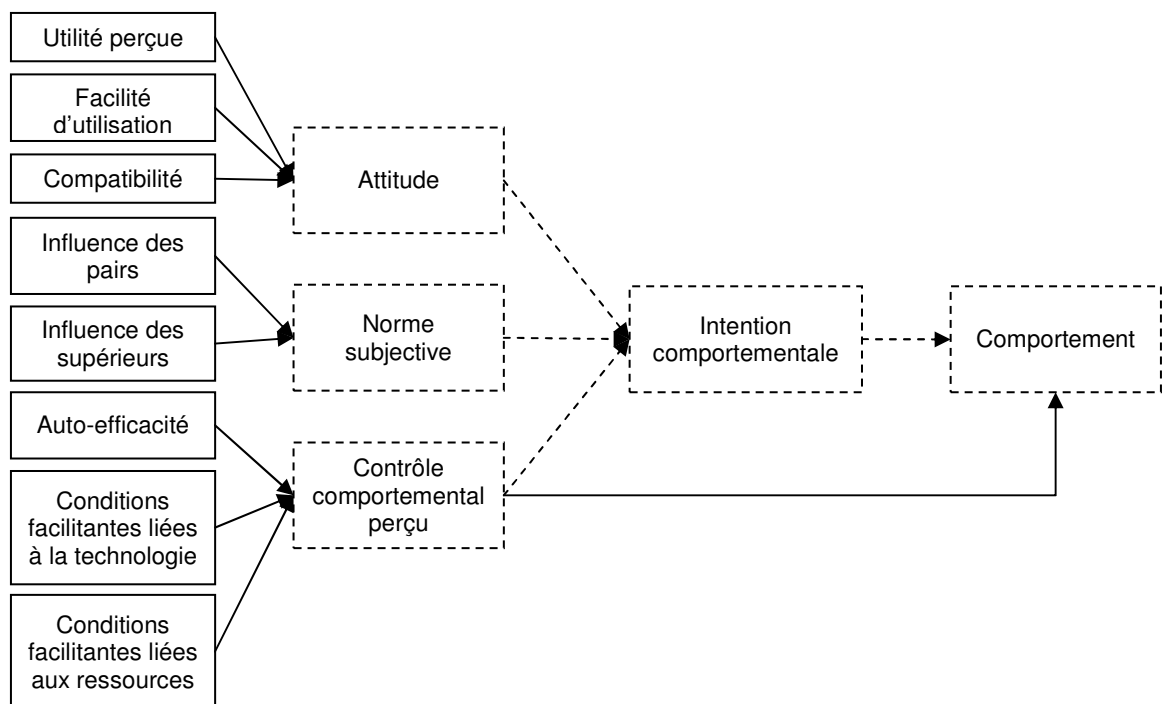 Utilité perçue
Facilité
d'utilisation
Compatibilité
Influence des
pairs
Influence des
supérieurs
Auto-efficacité
Conditions
facilitantes liées
à la technologie
Conditions
facilitantes liées
aux ressources
Attitude
Norme
subjective
Contrôle
comportemental
perçu
Intention
comportementale
Comportement